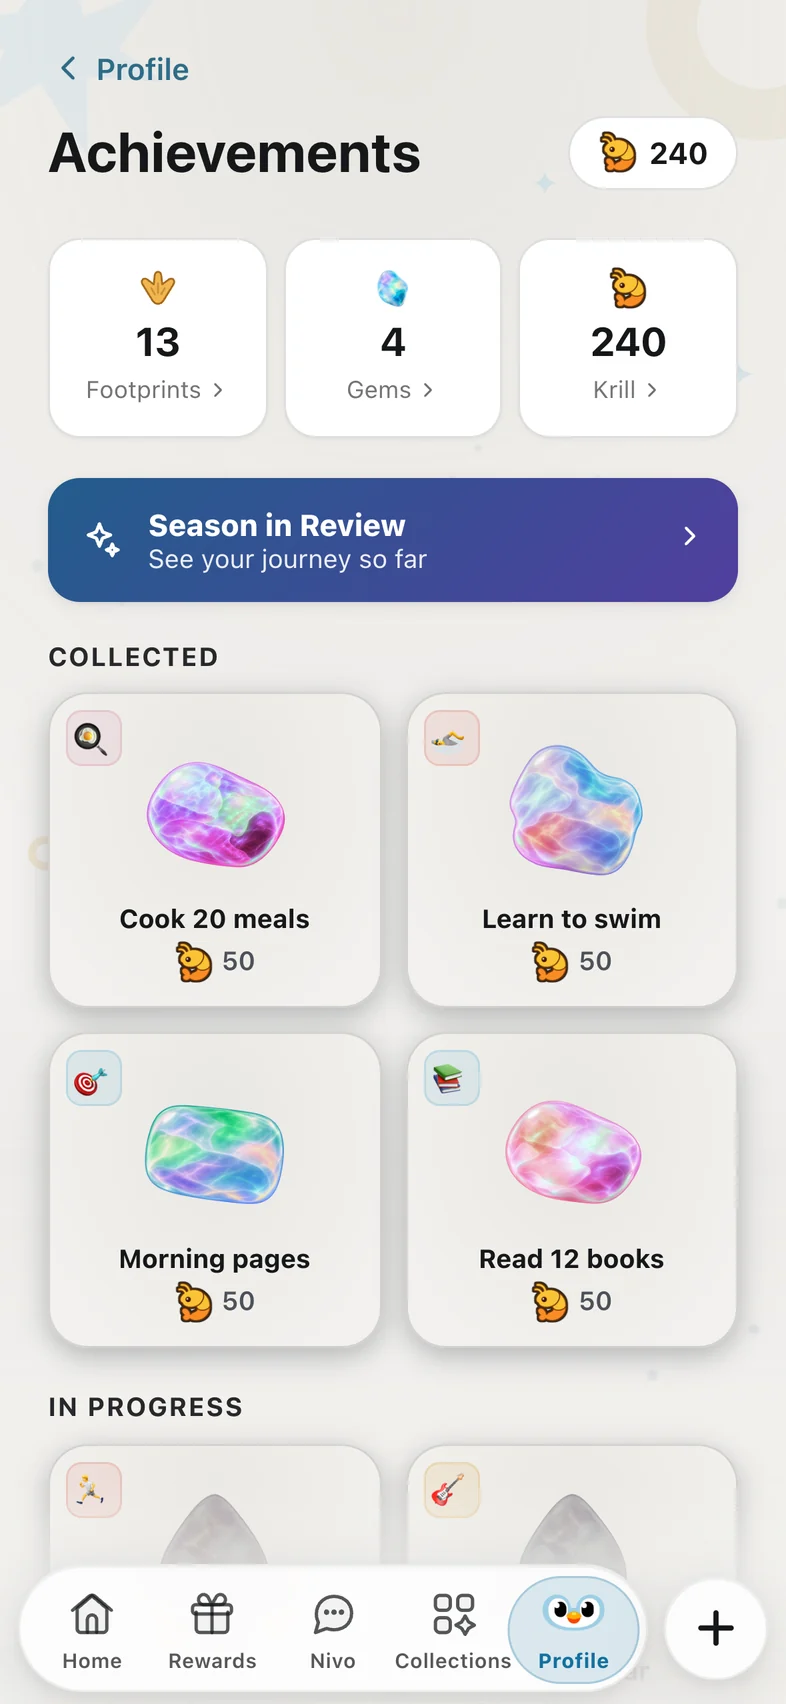 Profile
Achievements
240
13
Footprints
4
Gems
240
Krill
Season in Review
See your journey so far
COLLECTED
Cook 20 meals
50
Learn to swim
50
Morning pages
50
Read 12 books
50
IN PROGRESS
Home
Rewards
Nivo
Collections
Profile